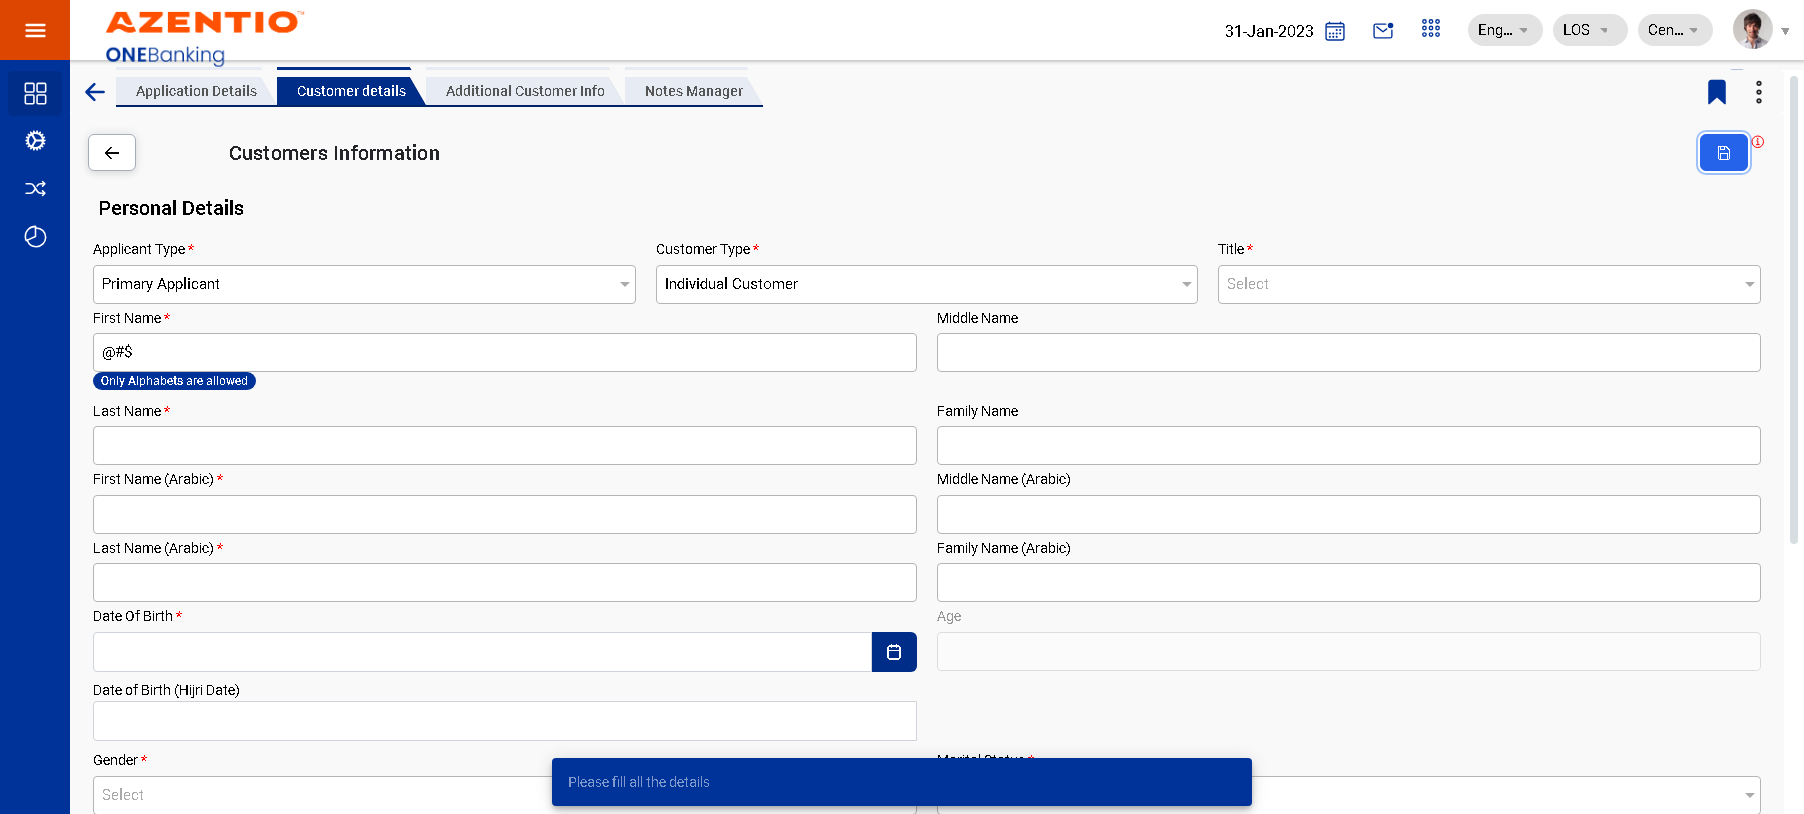 AZENTIO™
ONEBanking
31-Jan-2023
Eng...
LOS
Cen...
Application Details
Customer details
Additional Customer Info
Notes Manager
Customers Information
Personal Details
Applicant Type *
Customer Type *
Title *
Primary Applicant
Individual Customer
Select
First Name *
Middle Name
@#$
Only Alphabets are allowed
Last Name *
Family Name
First Name (Arabic) *
Middle Name (Arabic)
Last Name (Arabic) *
Family Name (Arabic)
Date Of Birth *
Age
Date of Birth (Hijri Date)
Gender *
Marital Status *
Select
Please fill all the details